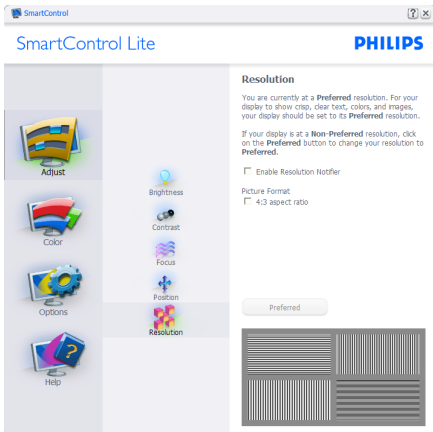 SmartControl
SmartControl Lite
PHILIPS
Adjust
Color
Options
Help
Brightness
Contrast
Focus
Position
Resolution
Resolution
You are currently at a Preferred resolution. For your
display to show crisp, clear text, colors, and images,
your display should be set to its Preferred resolution.
If your display is at a Non-Preferred resolution, click
on the Preferred button to change your resolution to
Preferred.
Enable Resolution Notifier
Picture Format
4:3 aspect ratio
Preferred